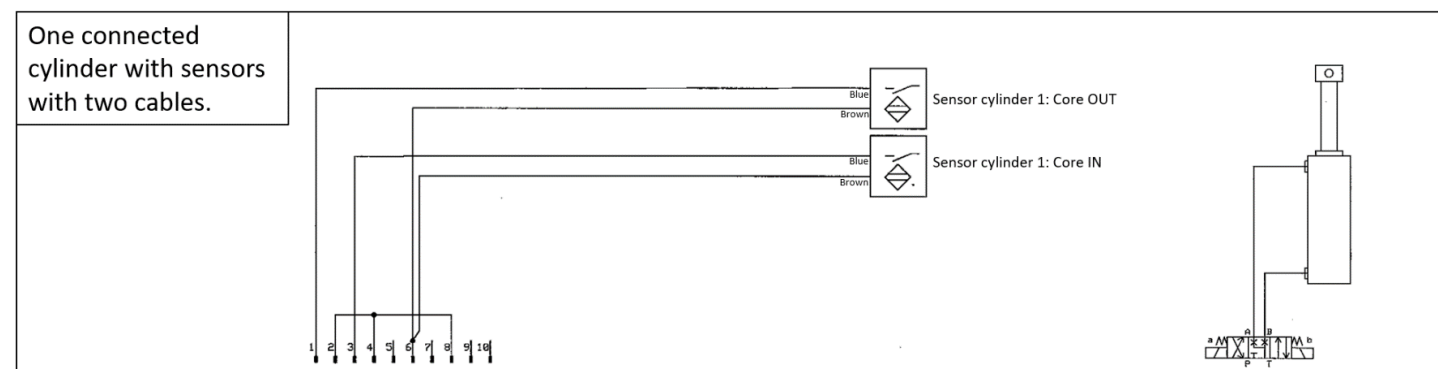 One connected
cylinder with sensors
with two cables.
Blue
Brown
Sensor cylinder 1: Core OUT
Blue
Brown
Sensor cylinder 1: Core IN
1 2 3 4 5 6 7 8 9 10
A B
a b
P T